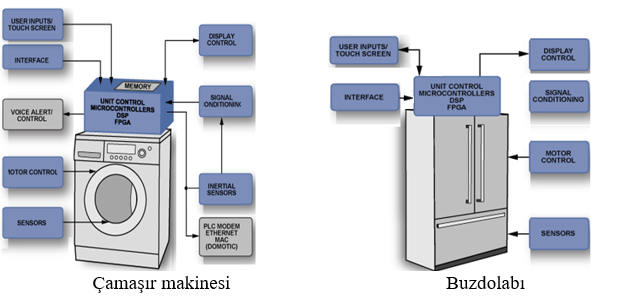 USER INPUTS/
TOUCH SCREEN
INTERFACE
VOICE ALERT/
CONTROL
MOTOR CONTROL
SENSORS
MEMORY
UNIT CONTROL
MICROCONTROLLERS
DSP
FPGA
DISPLAY
CONTROL
SIGNAL
ONDITIONIN
INERTIAL
SENSORS
PLC MODEM
ETHERNET
MAC
(DOMOTIC)
Çamaşır makinesi
USER INPUTS/
TOUCH SCREEN
INTERFACE
UNIT CONTROL
MICROCONTROLLERS
DSP
FPGA
DISPLAY
CONTROL
SIGNAL
CONDITIONING
MOTOR
CONTROL
SENSORS
Buzdolabı